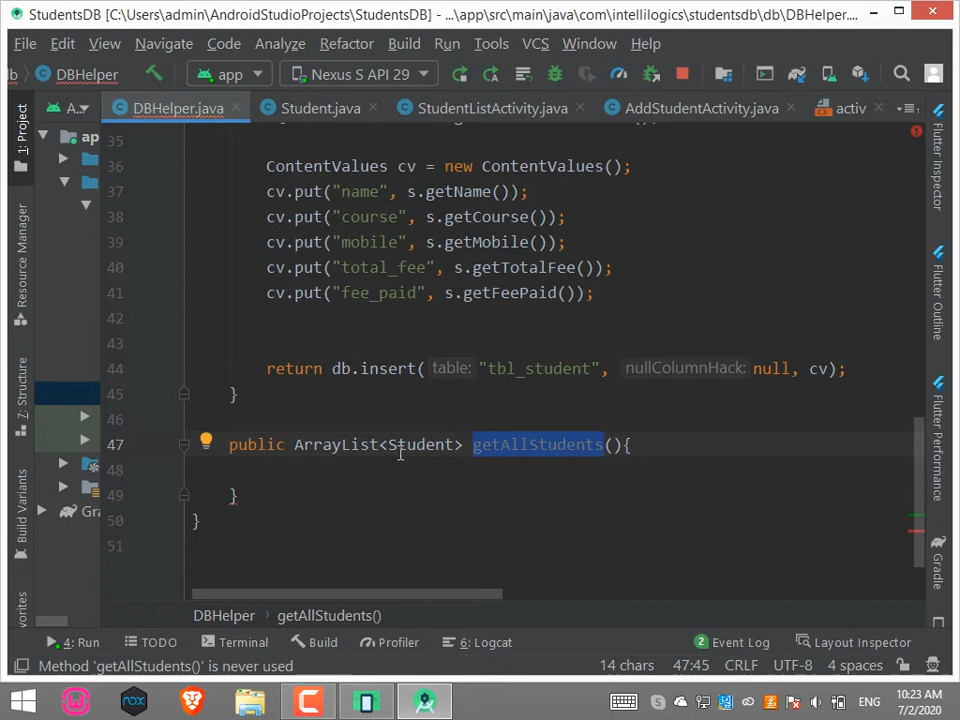 StudentsDB [C:\Users\admin\AndroidStudioProjects\StudentsDB] - ...\app\src\main\java\com\intellilogics\studentsdb\db\DBHelper....
File Edit View Navigate Code Analyze Refactor Build Run Tools VCS Window Help
db DBHelper app Nexus S API 29
A... DBHelper.java Student.java StudentListActivity.java AddStudentActivity.java activ
1: Project
Resource Manager
Z: Structure
Build Variants
ap
Gra
35
36 ContentValues cv = new ContentValues();
37 cv.put("name", s.getName());
38 cv.put("course", s.getCourse());
39 cv.put("mobile", s.getMobile());
40 cv.put("total_fee", s.getTotalFee());
41 cv.put("fee_paid", s.getFeePaid());
42
43
44 return db.insert( table: "tbl_student", nullColumnHack: null, cv);
45 }
46
47 public ArrayList<Student> getAllStudents(){
48
49 }
50 }
51
Flutter Inspector
Flutter Outline
Flutter Performance
Gradle
DBHelper getAllStudents()
4: Run TODO Terminal Build Profiler 6: Logcat 2 Event Log Layout Inspector
Method 'getAllStudents()' is never used 14 chars 47:45 CRLF UTF-8 4 spaces
nox ENG 10:23 AM
7/2/2020